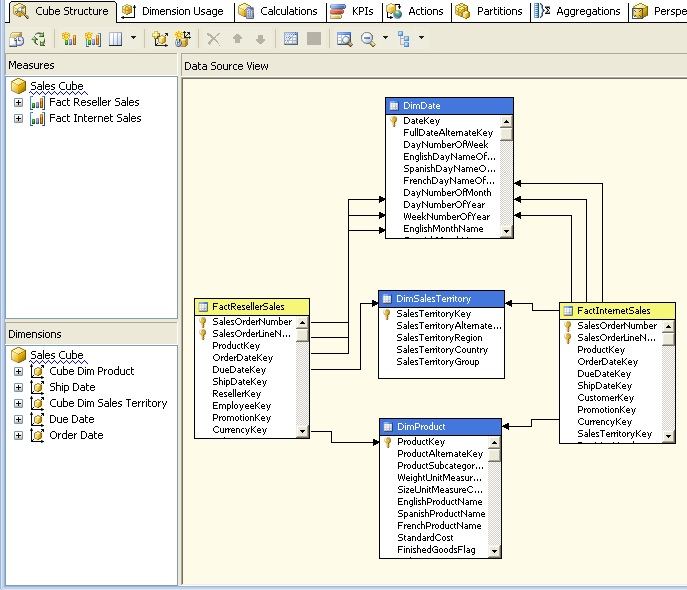 Cube Structure
Dimension Usage
Calculations
KPIs
Actions
Partitions
Aggregations
Perspe
Measures
Sales Cube
Fact Reseller Sales
Fact Internet Sales
Dimensions
Sales Cube
Cube Dim Product
Ship Date
Cube Dim Sales Territory
Due Date
Order Date
Data Source View
DimDate
DateKey
FullDateAlternateKey
DayNumberOfWeek
EnglishDayNameOf...
SpanishDayNameO...
FrenchDayNameOf...
DayNumberOfMonth
DayNumberOfYear
WeekNumberOfYear
EnglishMonthName
FactResellerSales
SalesOrderNumber
SalesOrderLineN...
ProductKey
OrderDateKey
DueDateKey
ShipDateKey
ResellerKey
EmployeeKey
PromotionKey
CurrencyKey
DimSalesTerritory
SalesTerritoryKey
SalesTerritoryAlternate...
SalesTerritoryRegion
SalesTerritoryCountry
SalesTerritoryGroup
FactInternetSales
SalesOrderNumber
SalesOrderLineN...
ProductKey
OrderDateKey
DueDateKey
ShipDateKey
CustomerKey
PromotionKey
CurrencyKey
SalesTerritoryKey
DimProduct
ProductKey
ProductAlternateKey
ProductSubcategor...
WeightUnitMeasur...
SizeUnitMeasureC...
EnglishProductName
SpanishProductName
FrenchProductName
StandardCost
FinishedGoodsFlag